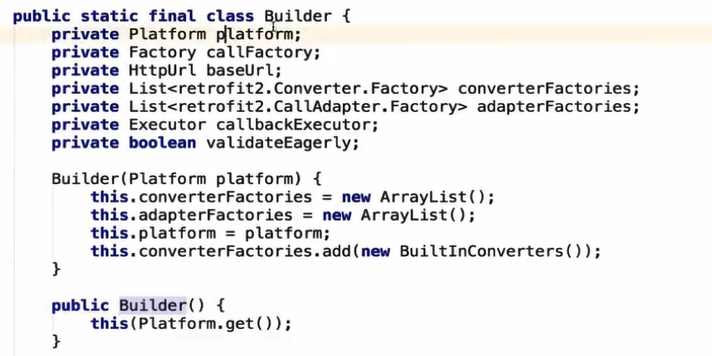 public static final class Builder {
private Platform platform;
private Factory callFactory;
private HttpUrl baseUrl;
private List<retrofit2.Converter.Factory> converterFactories;
private List<retrofit2.CallAdapter.Factory> adapterFactories;
private Executor callbackExecutor;
private boolean validateEagerly;
Builder(Platform platform) {
this.converterFactories = new ArrayList();
this.adapterFactories = new ArrayList();
this.platform = platform;
this.converterFactories.add(new BuiltInConverters());
}
public Builder() {
this(Platform.get());
}